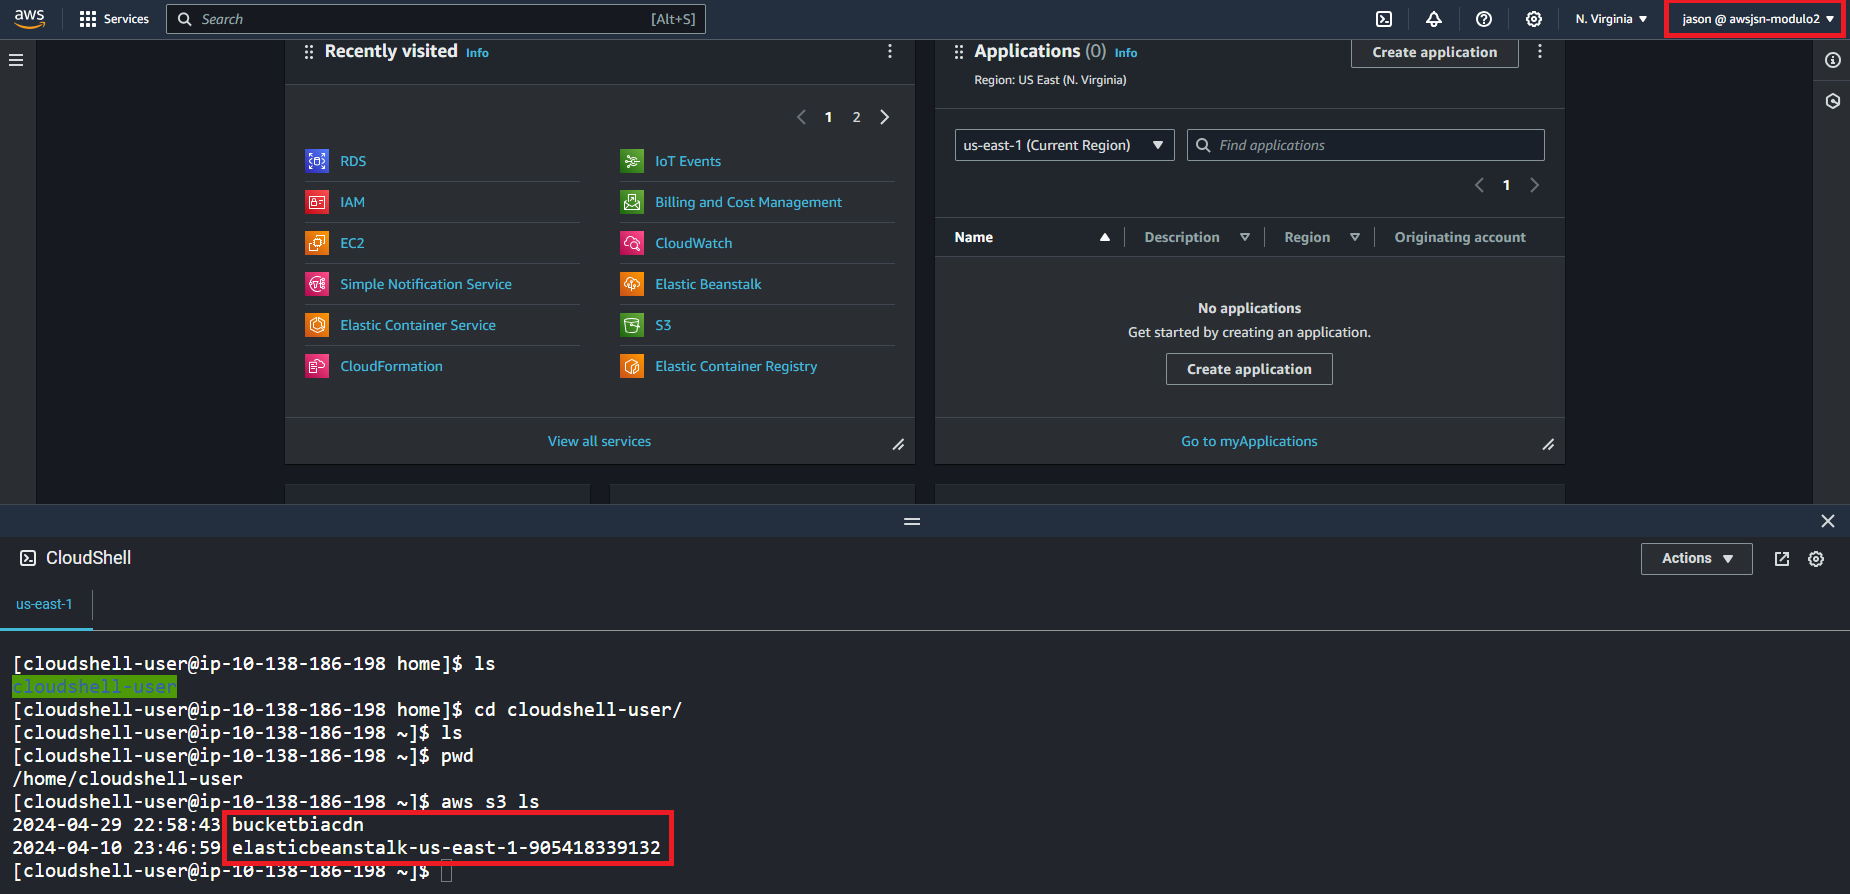 aws Services Search [Alt+S] N. Virginia jason @ awsjsn-modulo2
Recently visited Info
1 2
RDS
IAM
EC2
Simple Notification Service
Elastic Container Service
CloudFormation
IoT Events
Billing and Cost Management
CloudWatch
Elastic Beanstalk
S3
Elastic Container Registry
View all services
Applications (0) Info
Create application
Region: US East (N. Virginia)
us-east-1 (Current Region) Find applications
1
Name Description Region Originating account
No applications
Get started by creating an application.
Create application
Go to myApplications
CloudShell
Actions
us-east-1
[cloudshell-user@ip-10-138-186-198 home]$ ls
cloudshell-user
[cloudshell-user@ip-10-138-186-198 home]$ cd cloudshell-user/
[cloudshell-user@ip-10-138-186-198 ~]$ ls
[cloudshell-user@ip-10-138-186-198 ~]$ pwd
/home/cloudshell-user
[cloudshell-user@ip-10-138-186-198 ~]$ aws s3 ls
2024-04-29 22:58:43 bucketbiacdn
2024-04-10 23:46:59 elasticbeanstalk-us-east-1-905418339132
[cloudshell-user@ip-10-138-186-198 ~]$